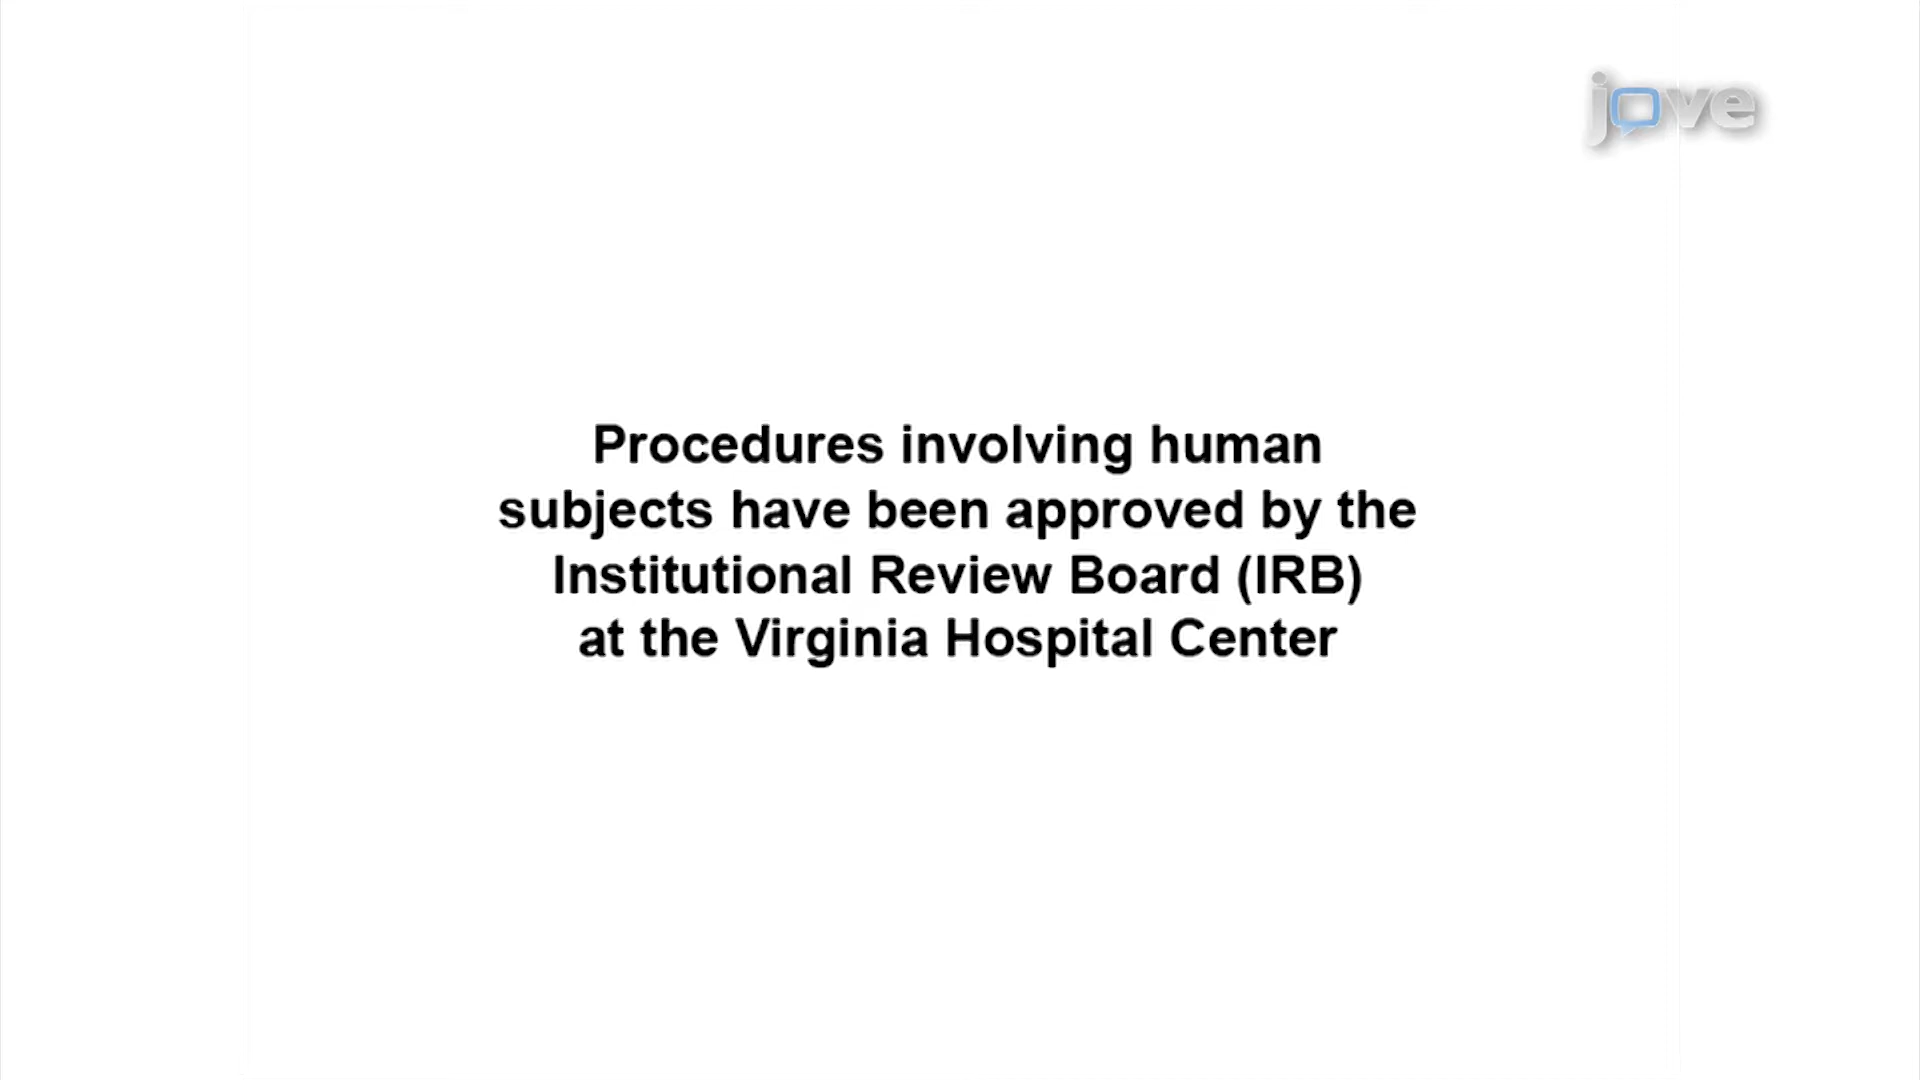 jove
Procedures involving human
subjects have been approved by the
Institutional Review Board (IRB)
at the Virginia Hospital Center